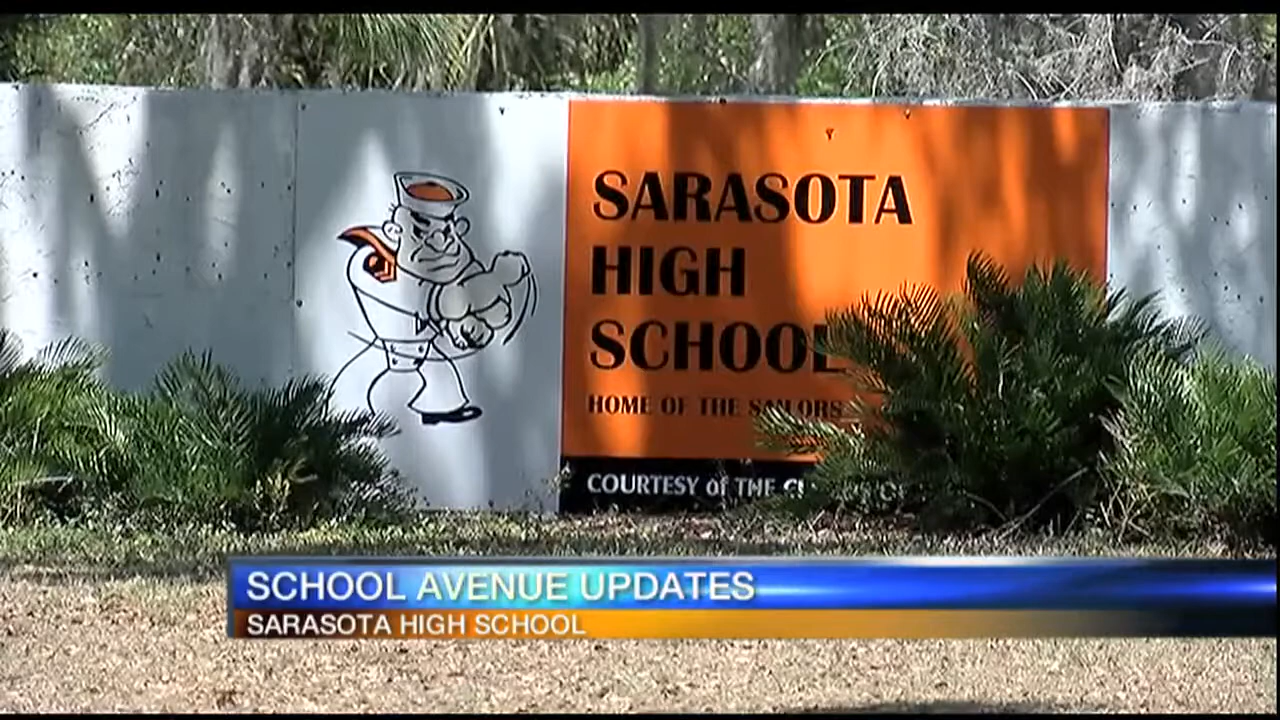 SARASOTA
HIGH
SCHOOL
HOME OF THE SAILORS
COURTESY of THE
SCHOOL AVENUE UPDATES
SARASOTA HIGH SCHOOL